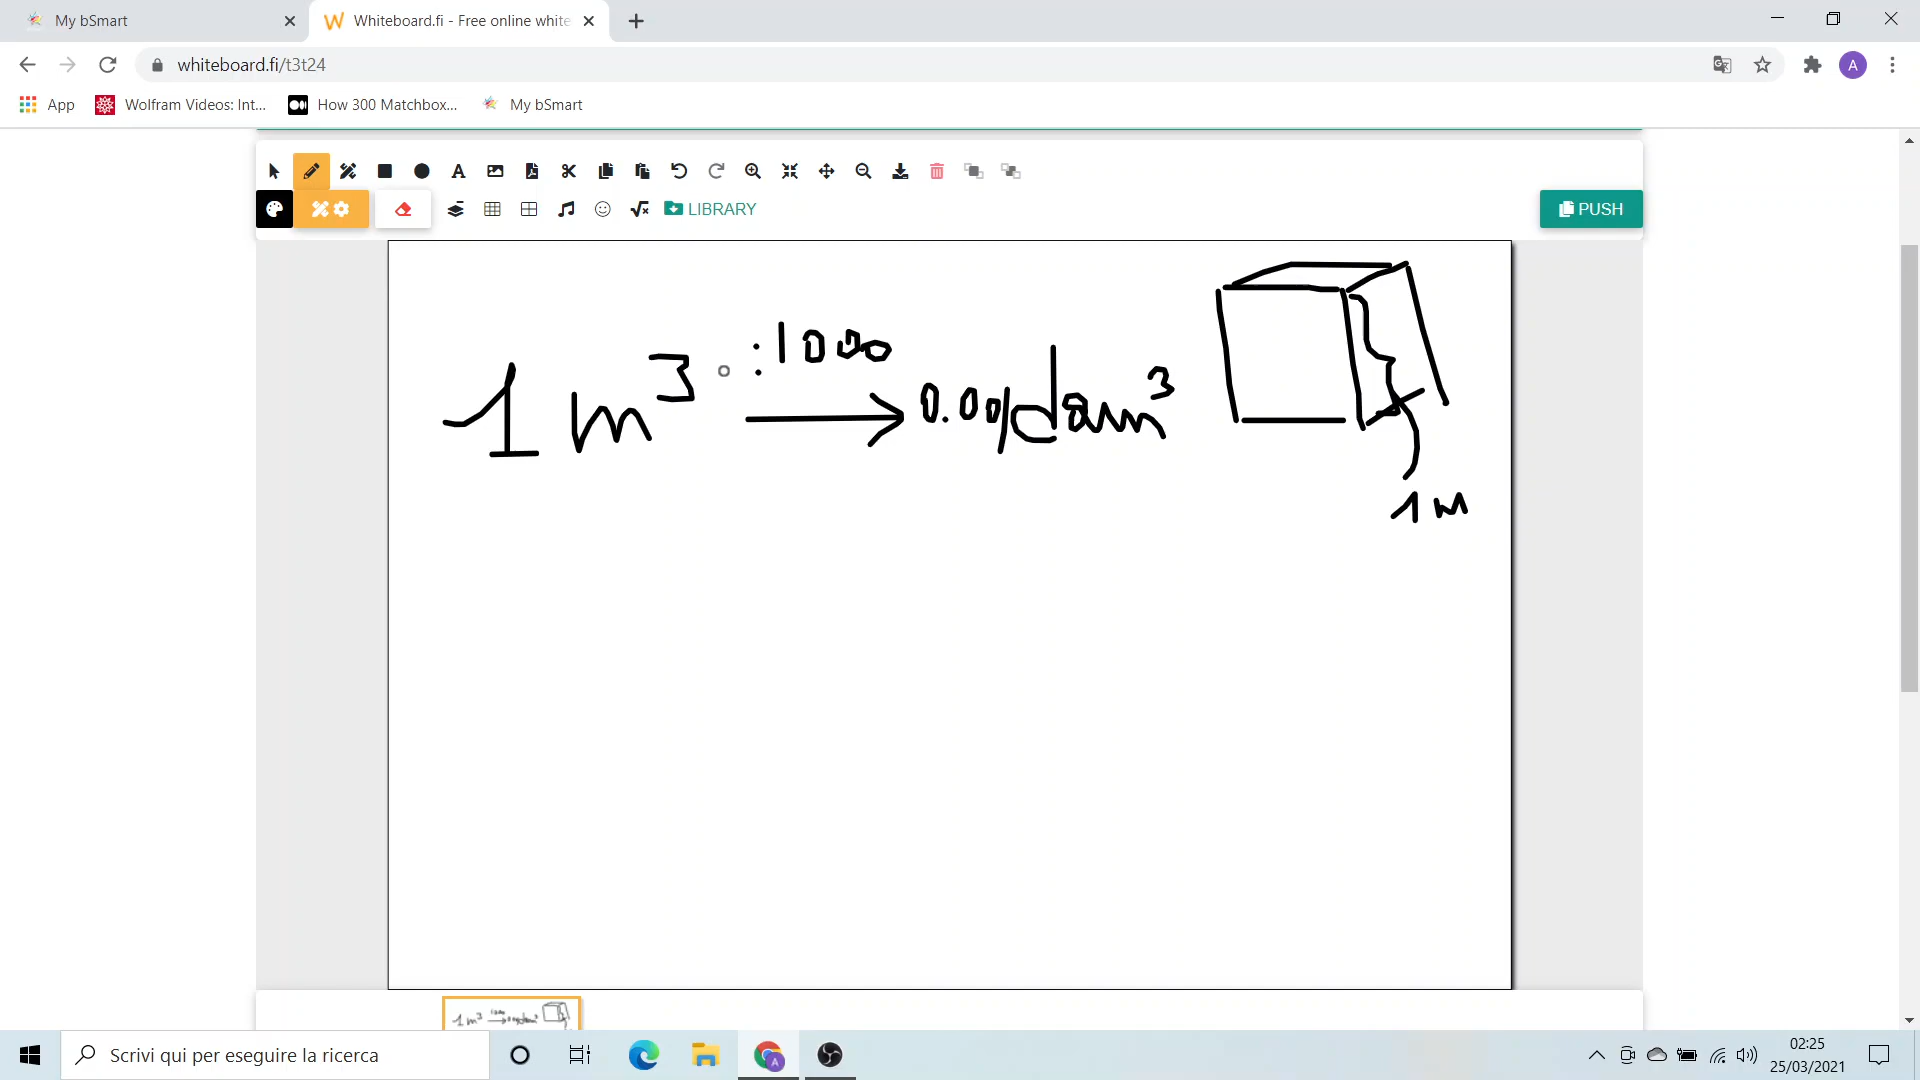 My bSmart
Whiteboard.fi - Free online white
whiteboard.fi/t3t24
A
App
Wolfram Videos: Int...
How 300 Matchbox...
My bSmart
LIBRARY
PUSH
:1000
1 m³ → 0.001 dam³
1 m
Scrivi qui per eseguire la ricerca
02:25
25/03/2021